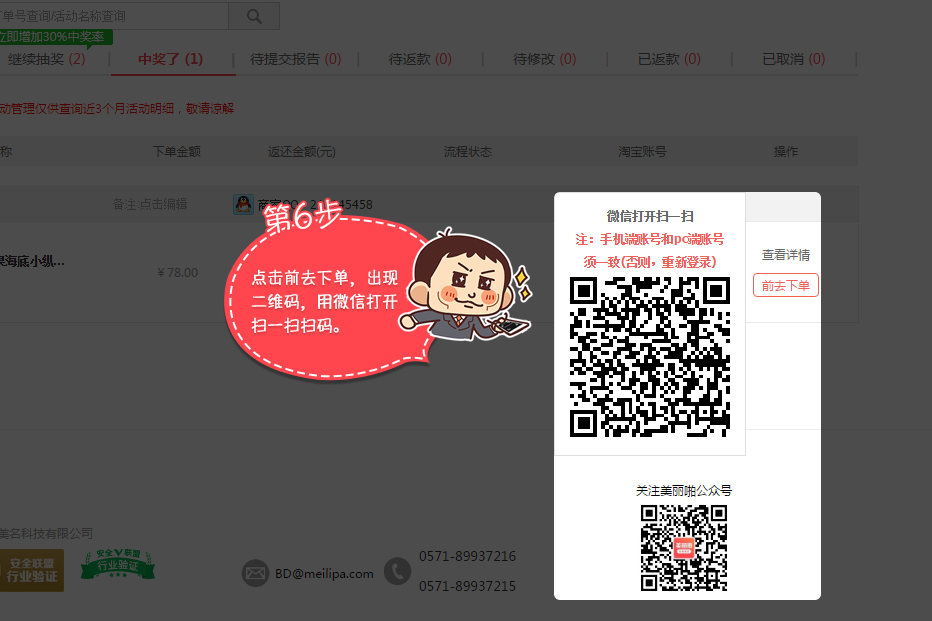 单号查询/活动名称查询
立即增加30%中奖率
继续抽奖 (2)
中奖了 (1)
待提交报告 (0)
待返款 (0)
待修改 (0)
已返款 (0)
已取消 (0)
动管理仅供查询近3个月活动明细，敬请谅解
称
下单金额
返还金额(元)
流程状态
淘宝账号
操作
备注:点击编辑
45458
第6步
点击前去下单，出现
二维码，用微信打开
扫一扫扫码。
海底小纵...
￥78.00
微信打开扫一扫
注：手机端账号和pc端账号
须一致(否则，重新登录)
查看详情
前去下单
关注美丽啪公众号
美名科技有限公司
安全联盟
行业验证
安全联盟
行业验证
BD@meilipa.com
0571-89937216
0571-89937215